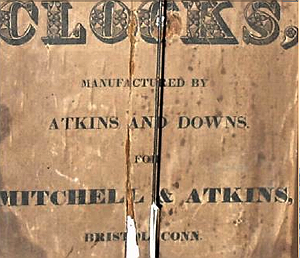 CLOCKS,
MANUFACTURED BY
ATKINS AND DOWNS.
FOR
MITCHELL & ATKINS,
BRISTOL, CONN.